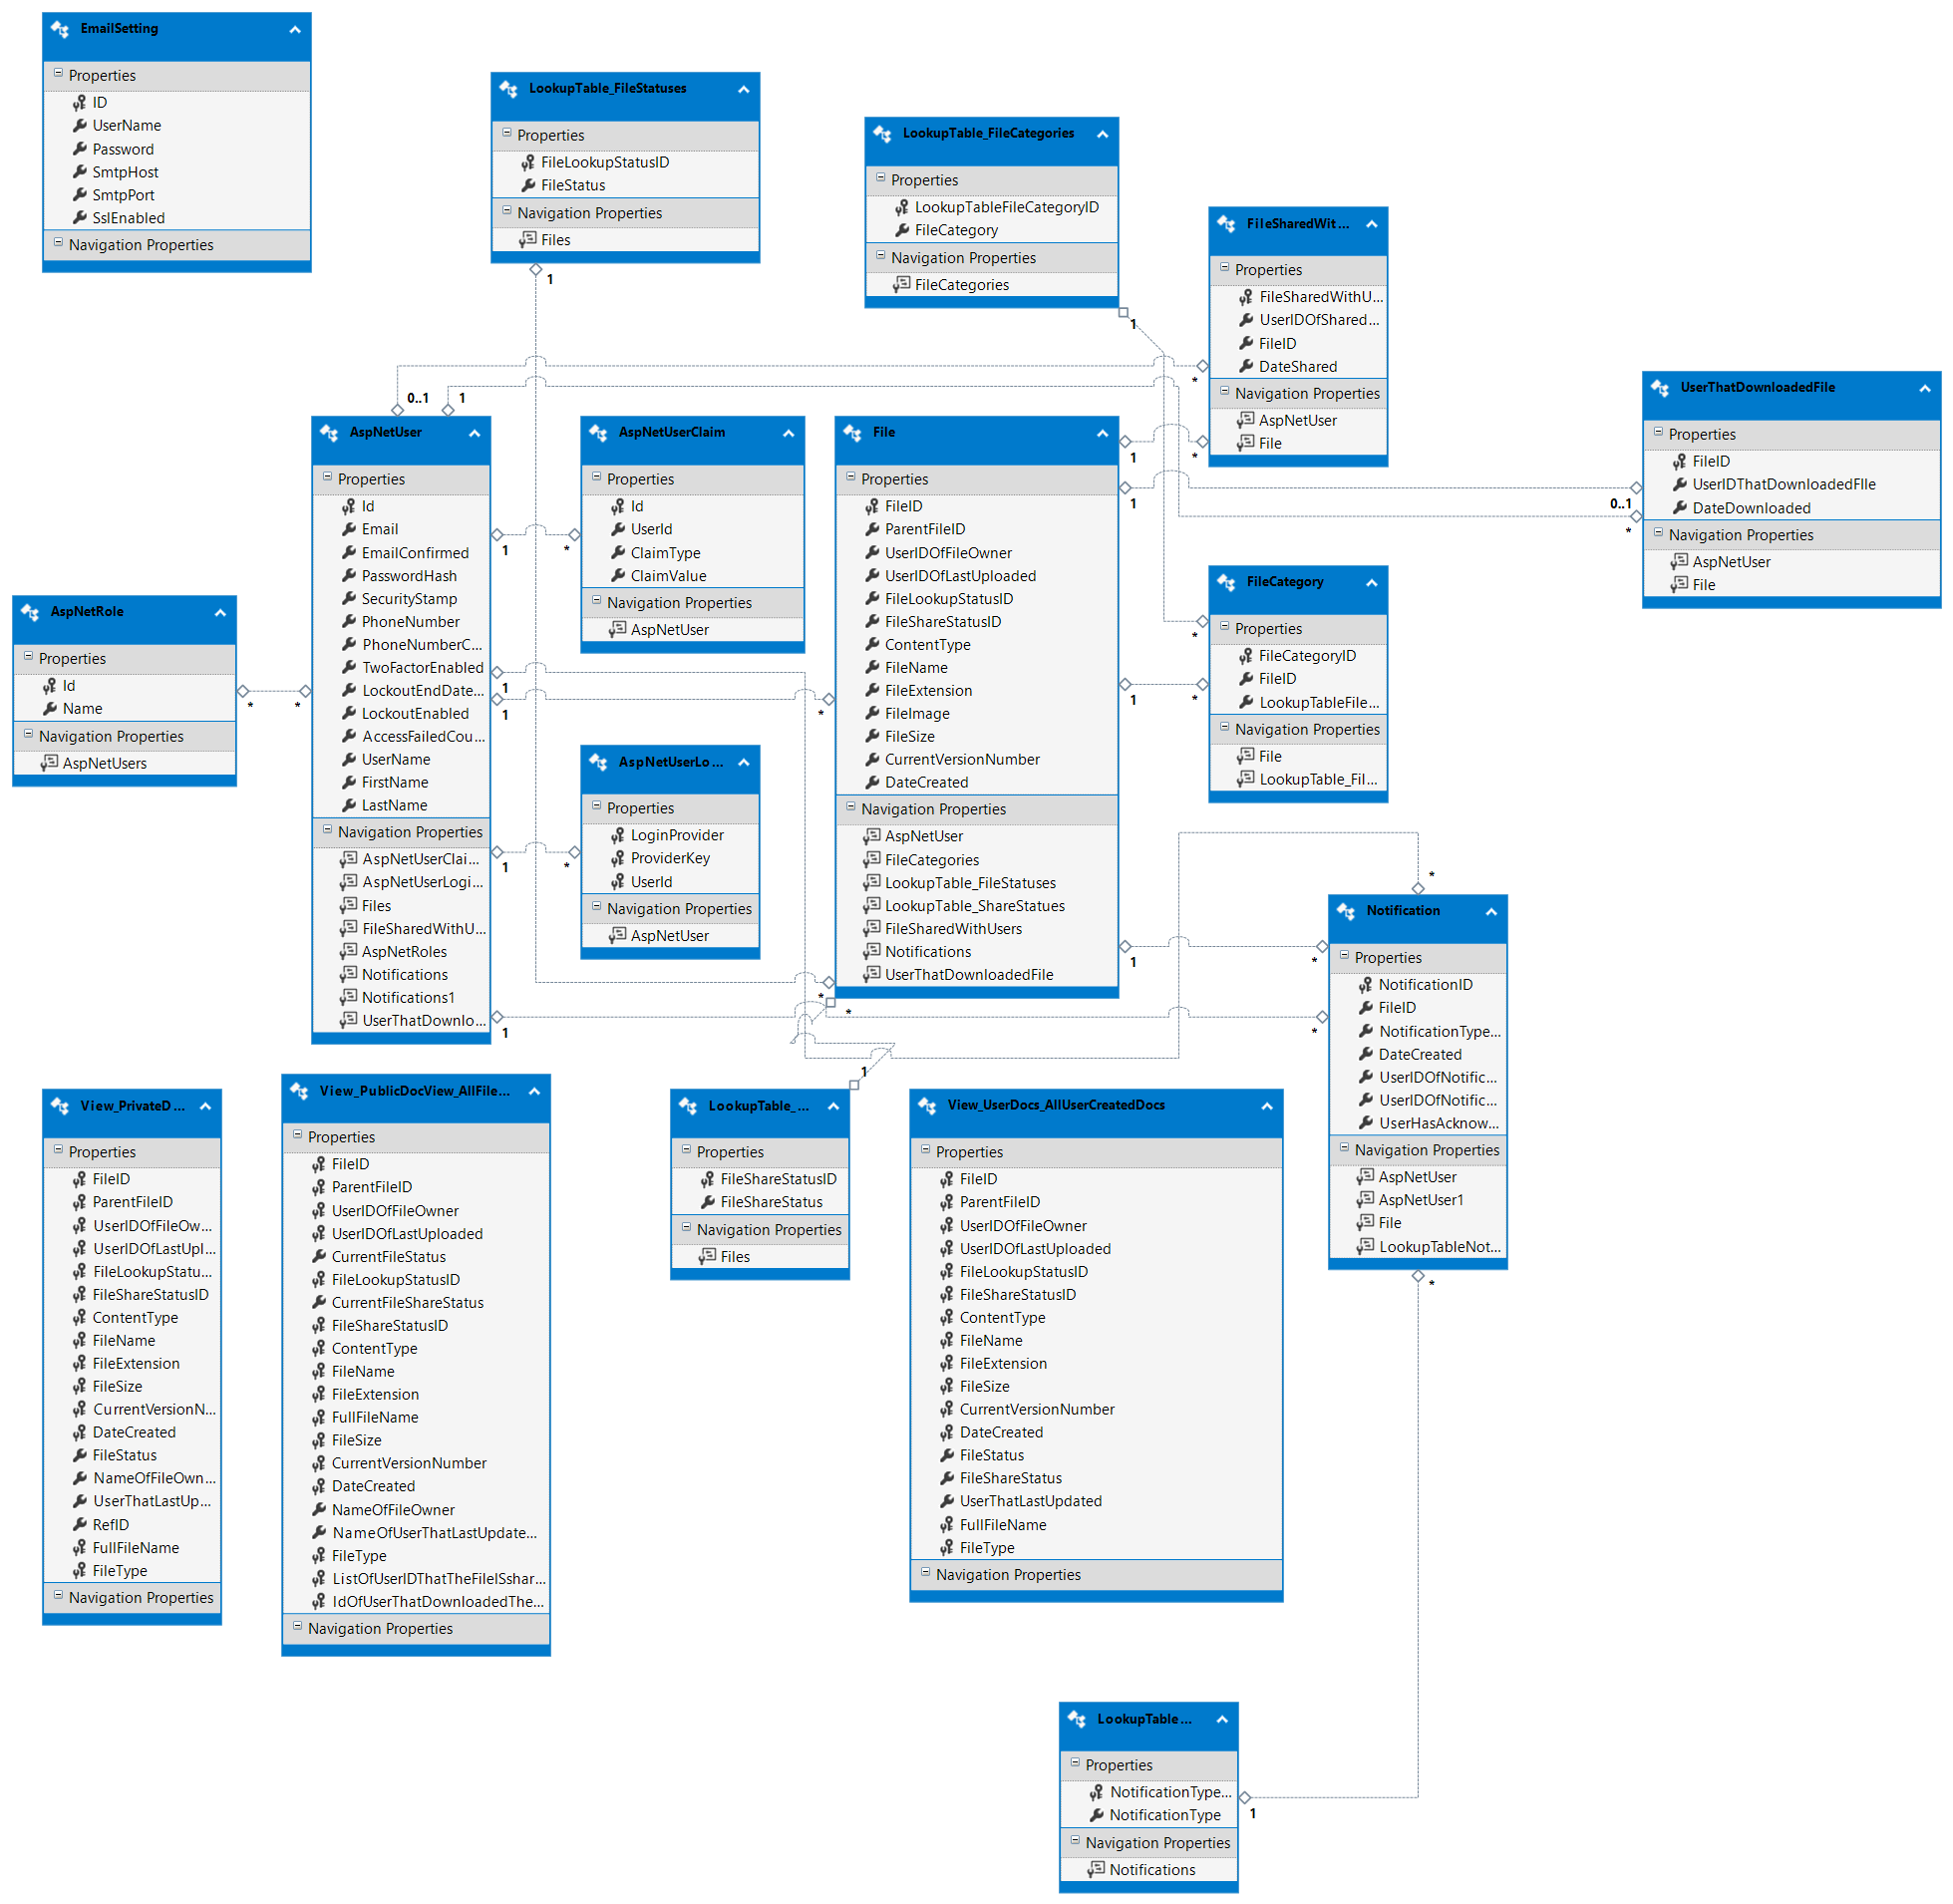 EmailSetting
Properties
ID
UserName
Password
SmtpHost
SmtpPort
SslEnabled
Navigation Properties
LookupTable_FileStatuses
Properties
FileLookupStatusID
FileStatus
Navigation Properties
Files
1
LookupTable_FileCategories
Properties
LookupTableFileCategoryID
FileCategory
Navigation Properties
FileCategories
1
FileSharedWit...
Properties
FileSharedWithU...
UserIDOfShared...
FileID
DateShared
Navigation Properties
AspNetUser
File
*
*
UserThatDownloadedFile
Properties
FileID
UserIDThatDownloadedFIle
DateDownloaded
Navigation Properties
AspNetUser
File
0..1
*
AspNetRole
Properties
Id
Name
Navigation Properties
AspNetUsers
*
*
0..1
1
AspNetUser
Properties
Id
Email
EmailConfirmed
PasswordHash
SecurityStamp
PhoneNumber
PhoneNumberC...
TwoFactorEnabled
LockoutEndDate...
LockoutEnabled
AccessFailedCou...
UserName
FirstName
LastName
Navigation Properties
AspNetUserClai...
AspNetUserLogi...
Files
FileSharedWithU...
AspNetRoles
Notifications
Notifications1
UserThatDownlo...
1
1
1
1
1
AspNetUserClaim
Properties
Id
UserId
ClaimType
ClaimValue
Navigation Properties
AspNetUser
*
AspNetUserLo...
Properties
LoginProvider
ProviderKey
UserId
Navigation Properties
AspNetUser
*
File
Properties
FileID
ParentFileID
UserIDOfFileOwner
UserIDOfLastUploaded
FileLookupStatusID
FileShareStatusID
ContentType
FileName
FileExtension
FileImage
FileSize
CurrentVersionNumber
DateCreated
Navigation Properties
AspNetUser
FileCategories
LookupTable_FileStatuses
LookupTable_ShareStatues
FileSharedWithUsers
Notifications
UserThatDownloadedFile
*
*
*
1
1
1
1
FileCategory
Properties
FileCategoryID
FileID
LookupTableFile...
Navigation Properties
File
LookupTable_Fil...
*
*
Notification
Properties
NotificationID
FileID
NotificationType...
DateCreated
UserIDOfNotific...
UserIDOfNotific...
UserHasAcknow...
Navigation Properties
AspNetUser
AspNetUser1
File
LookupTableNot...
*
*
*
*
View_PrivateD...
Properties
FileID
ParentFileID
UserIDOfFileOw...
UserIDOfLastUpl...
FileLookupStatu...
FileShareStatusID
ContentType
FileName
FileExtension
FileSize
CurrentVersionN...
DateCreated
FileStatus
NameOfFileOwn...
UserThatLastUp...
RefID
FullFileName
FileType
Navigation Properties
View_PublicDocView_AllFile...
Properties
FileID
ParentFileID
UserIDOfFileOwner
UserIDOfLastUploaded
CurrentFileStatus
FileLookupStatusID
CurrentFileShareStatus
FileShareStatusID
ContentType
FileName
FileExtension
FullFileName
FileSize
CurrentVersionNumber
DateCreated
NameOfFileOwner
NameOfUserThatLastUpdate...
FileType
ListOfUserIDThatTheFileISshar...
IdOfUserThatDownloadedThe...
Navigation Properties
1
LookupTable_...
Properties
FileShareStatusID
FileShareStatus
Navigation Properties
Files
View_UserDocs_AllUserCreatedDocs
Properties
FileID
ParentFileID
UserIDOfFileOwner
UserIDOfLastUploaded
FileLookupStatusID
FileShareStatusID
ContentType
FileName
FileExtension
FileSize
CurrentVersionNumber
DateCreated
FileStatus
FileShareStatus
UserThatLastUpdated
FullFileName
FileType
Navigation Properties
LookupTable...
Properties
NotificationType...
NotificationType
Navigation Properties
Notifications
1